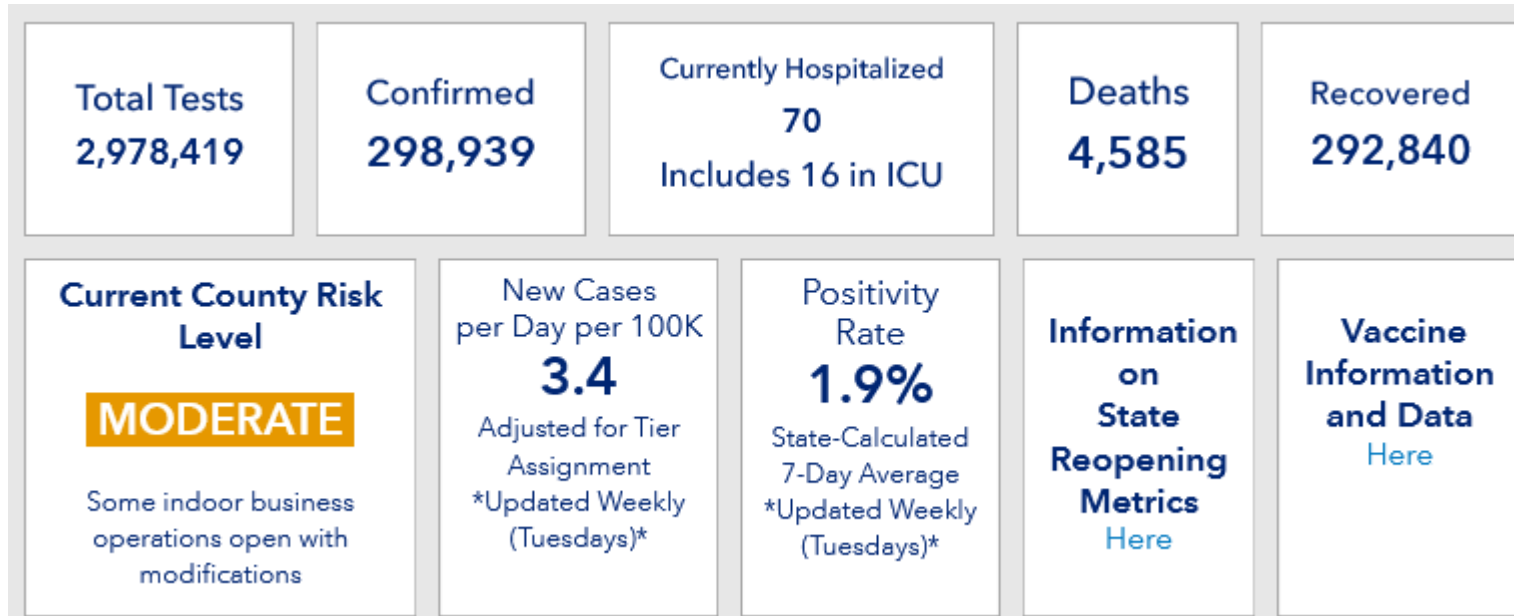 Total Tests
2,978,419
Confirmed
298,939
Currently Hospitalized
70
Includes 16 in ICU
Deaths
4,585
Recovered
292,840
Current County Risk
Level
MODERATE
Some indoor business
operations open with
modifications
New Cases
per Day per 100K
3.4
Adjusted for Tier
Assignment
*Updated Weekly
(Tuesdays)*
Positivity
Rate
1.9%
State-Calculated
7-Day Average
*Updated Weekly
(Tuesdays)*
Information
on
State
Reopening
Metrics
Here
Vaccine
Information
and Data
Here